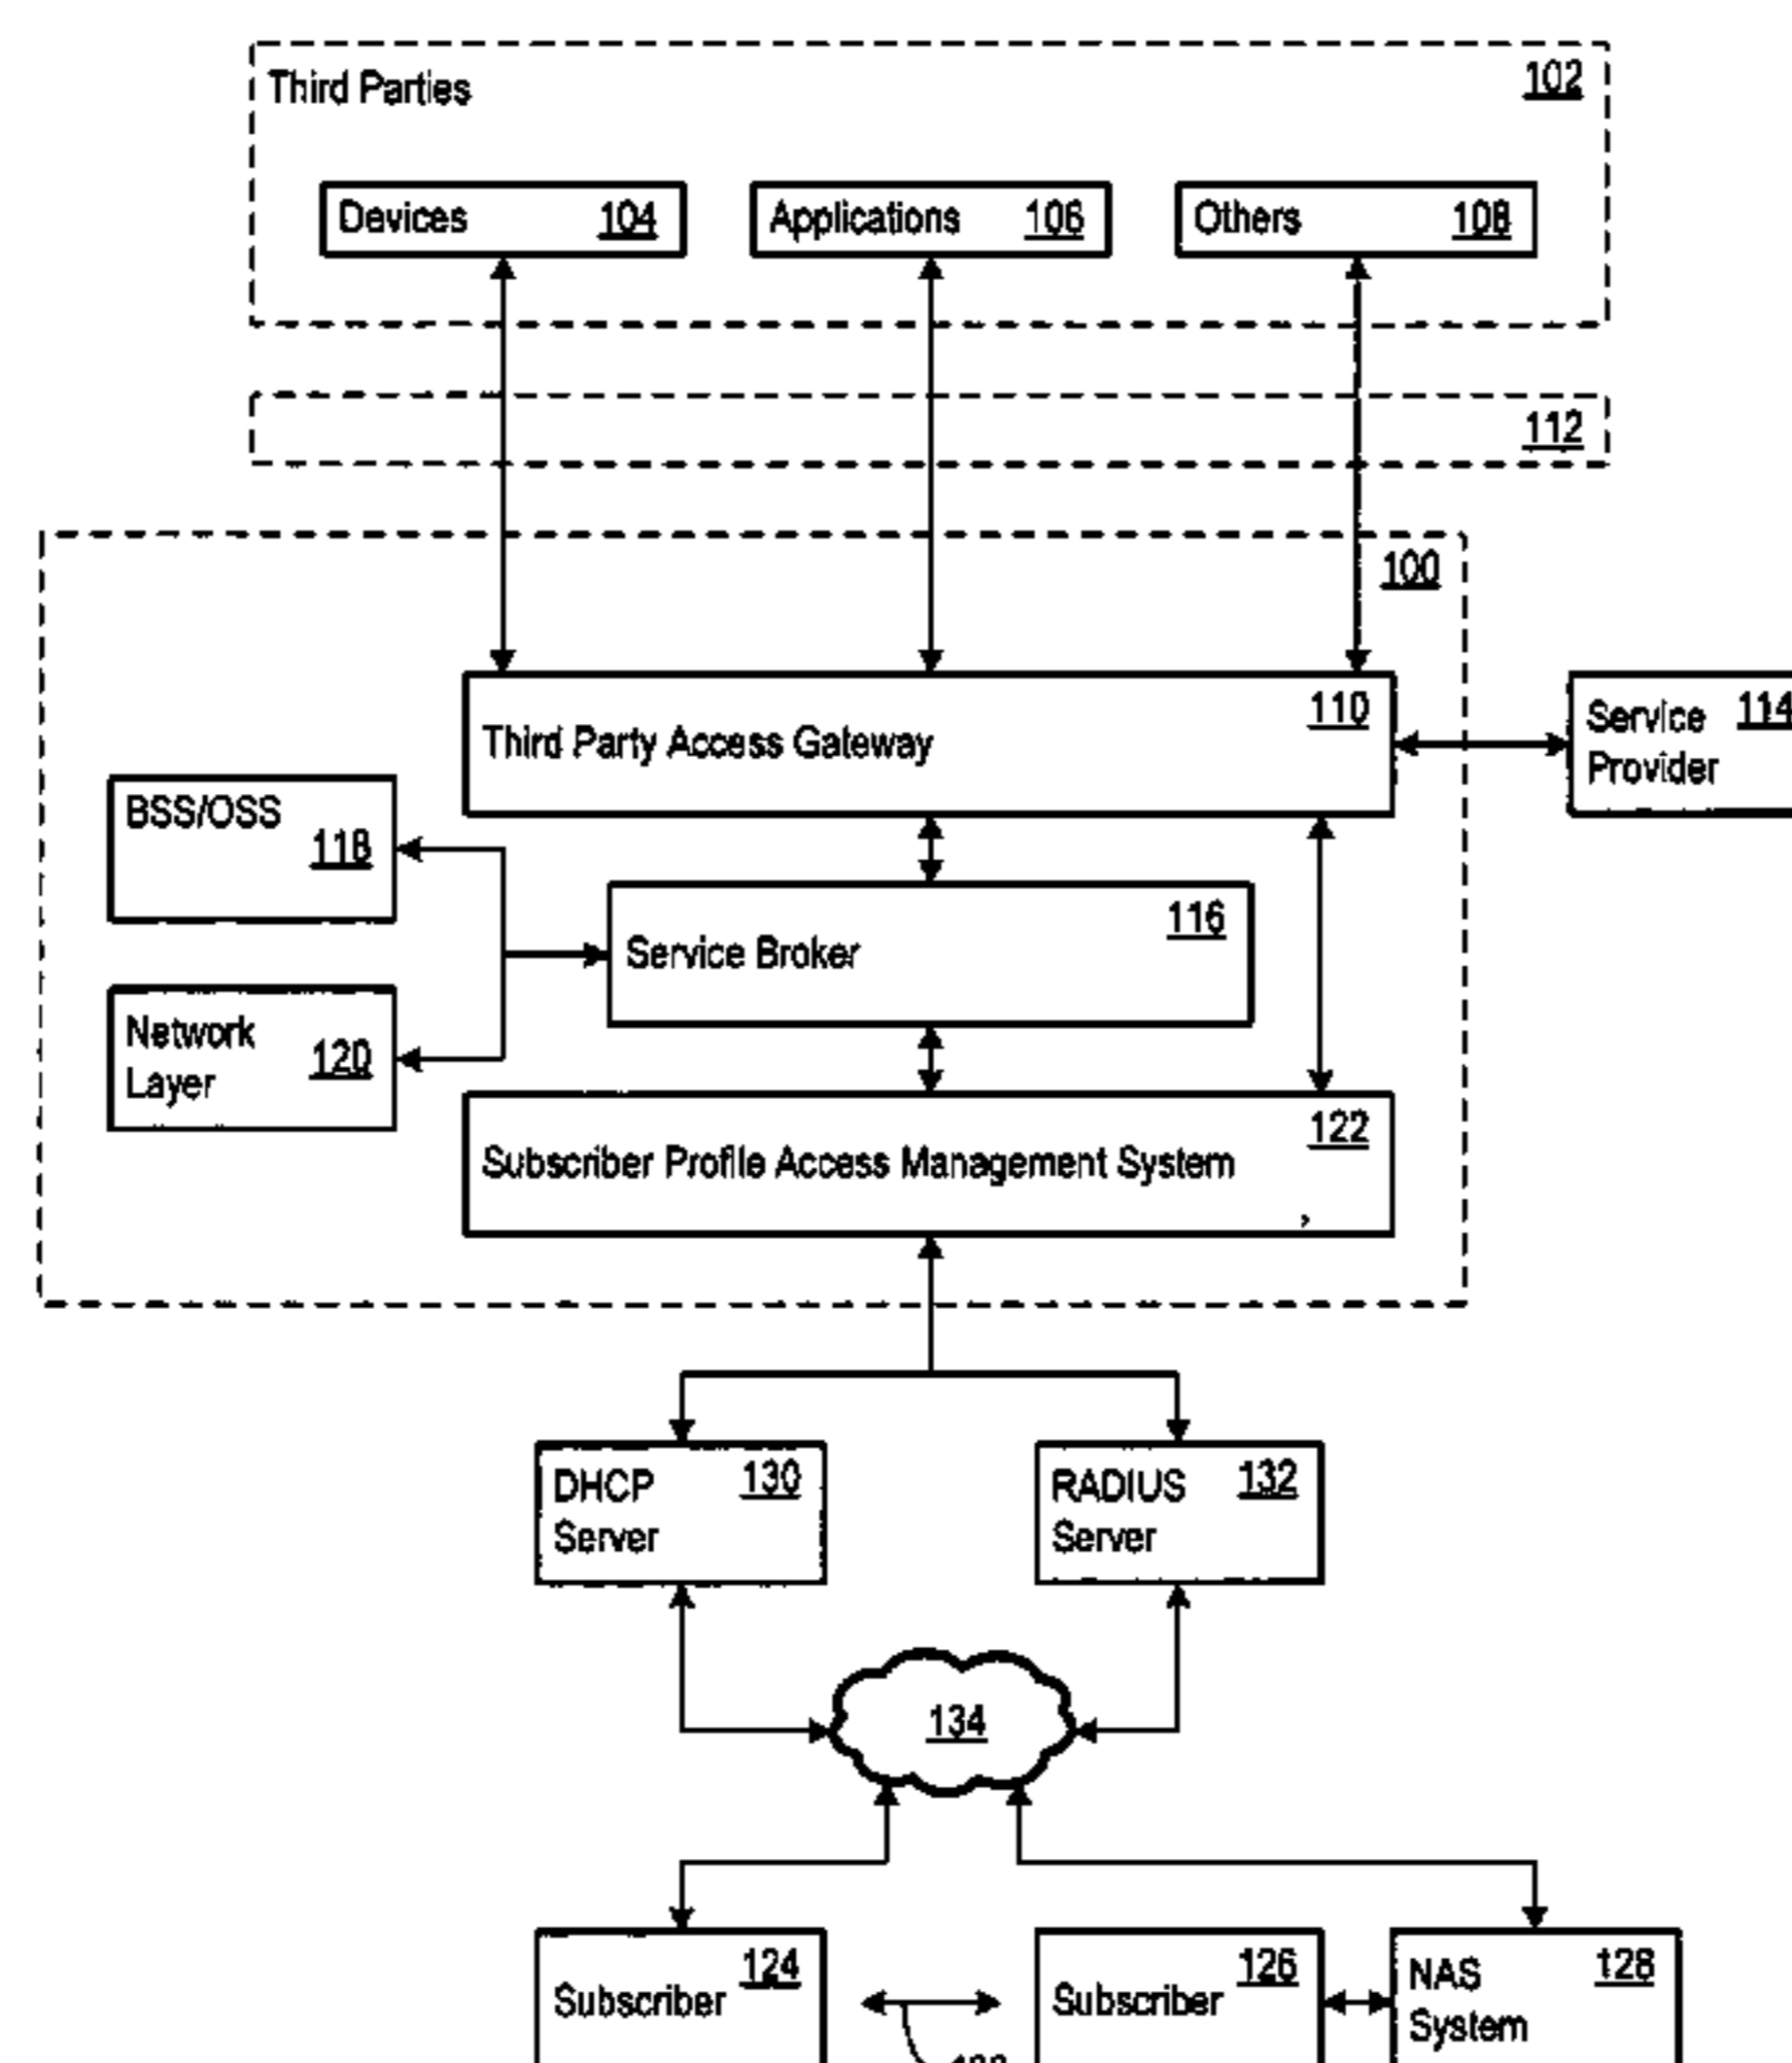 Third Parties 102
Devices 104
Applications 106
Others 108
112
100
Third Party Access Gateway 110
Service 114
Provider
BSS/OSS
118
Service Broker 116
Network
Layer 120
Subscriber Profile Access Management System 122
DHCP 130
Server
RADIUS 132
Server
134
Subscriber 124
Subscriber 126
NAS 128
System